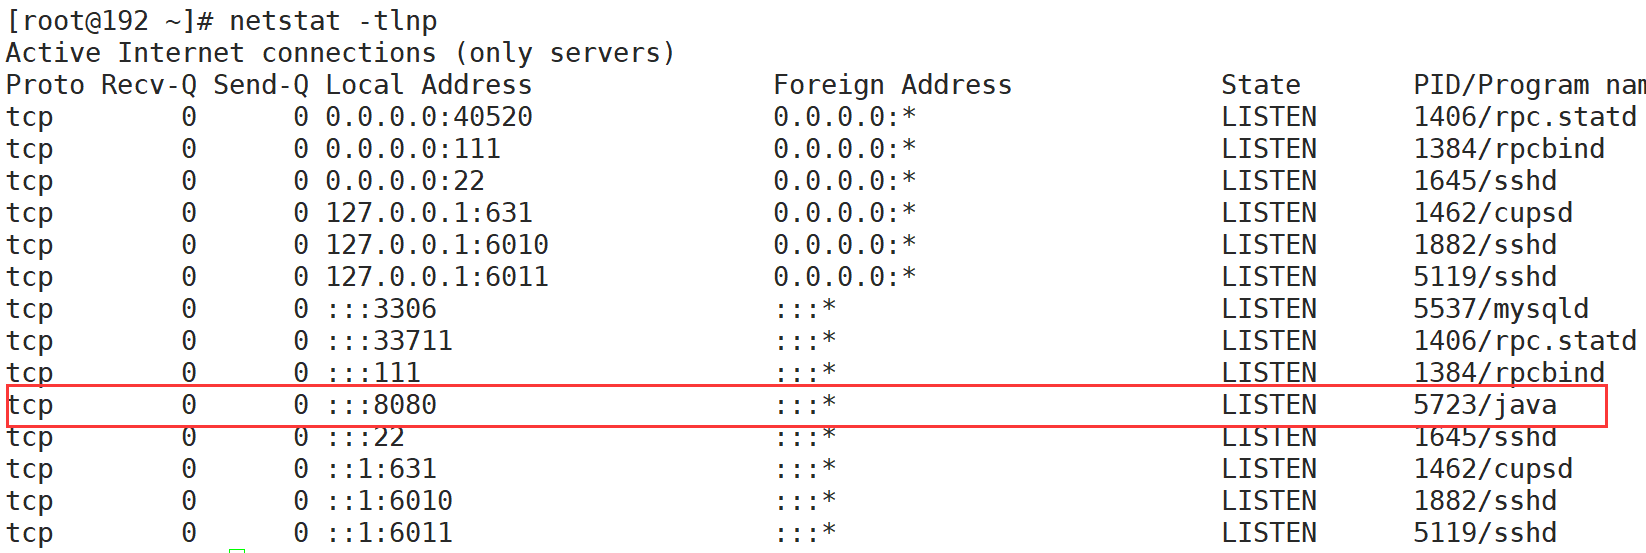 [root@192 ~]# netstat -tlnp
Active Internet connections (only servers)
Proto Recv-Q Send-Q Local Address               Foreign Address             State       PID/Program nam
tcp        0      0 0.0.0.0:40520               0.0.0.0:*                   LISTEN      1406/rpc.statd
tcp        0      0 0.0.0.0:111                 0.0.0.0:*                   LISTEN      1384/rpcbind
tcp        0      0 0.0.0.0:22                  0.0.0.0:*                   LISTEN      1645/sshd
tcp        0      0 127.0.0.1:631               0.0.0.0:*                   LISTEN      1462/cupsd
tcp        0      0 127.0.0.1:6010              0.0.0.0:*                   LISTEN      1882/sshd
tcp        0      0 127.0.0.1:6011              0.0.0.0:*                   LISTEN      5119/sshd
tcp        0      0 :::3306                     :::*                        LISTEN      5537/mysqld
tcp        0      0 :::33711                    :::*                        LISTEN      1406/rpc.statd
tcp        0      0 :::111                      :::*                        LISTEN      1384/rpcbind
tcp        0      0 :::8080                     :::*                        LISTEN      5723/java
tcp        0      0 :::22                       :::*                        LISTEN      1645/sshd
tcp        0      0 ::1:631                     :::*                        LISTEN      1462/cupsd
tcp        0      0 ::1:6010                    :::*                        LISTEN      1882/sshd
tcp        0      0 ::1:6011                    :::*                        LISTEN      5119/sshd